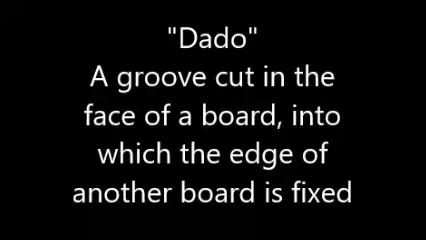 "Dado"
A groove cut in the
face of a board, into
which the edge of
another board is fixed